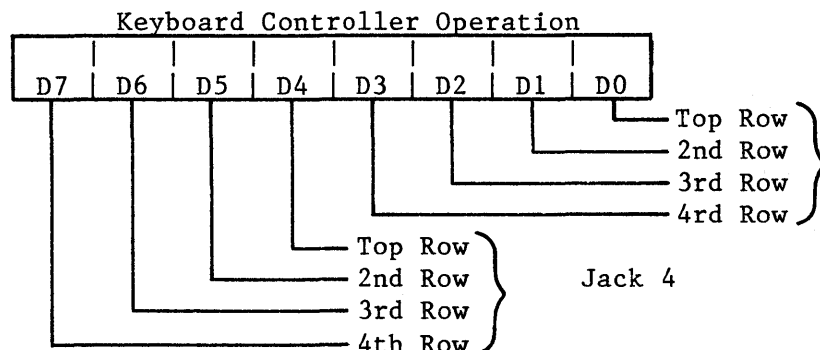 Keyboard Controller Operation
D7 D6 D5 D4 D3 D2 D1 D0
Top Row
2nd Row
3rd Row
4rd Row
Top Row
2nd Row
Jack 4
3rd Row
4th Row